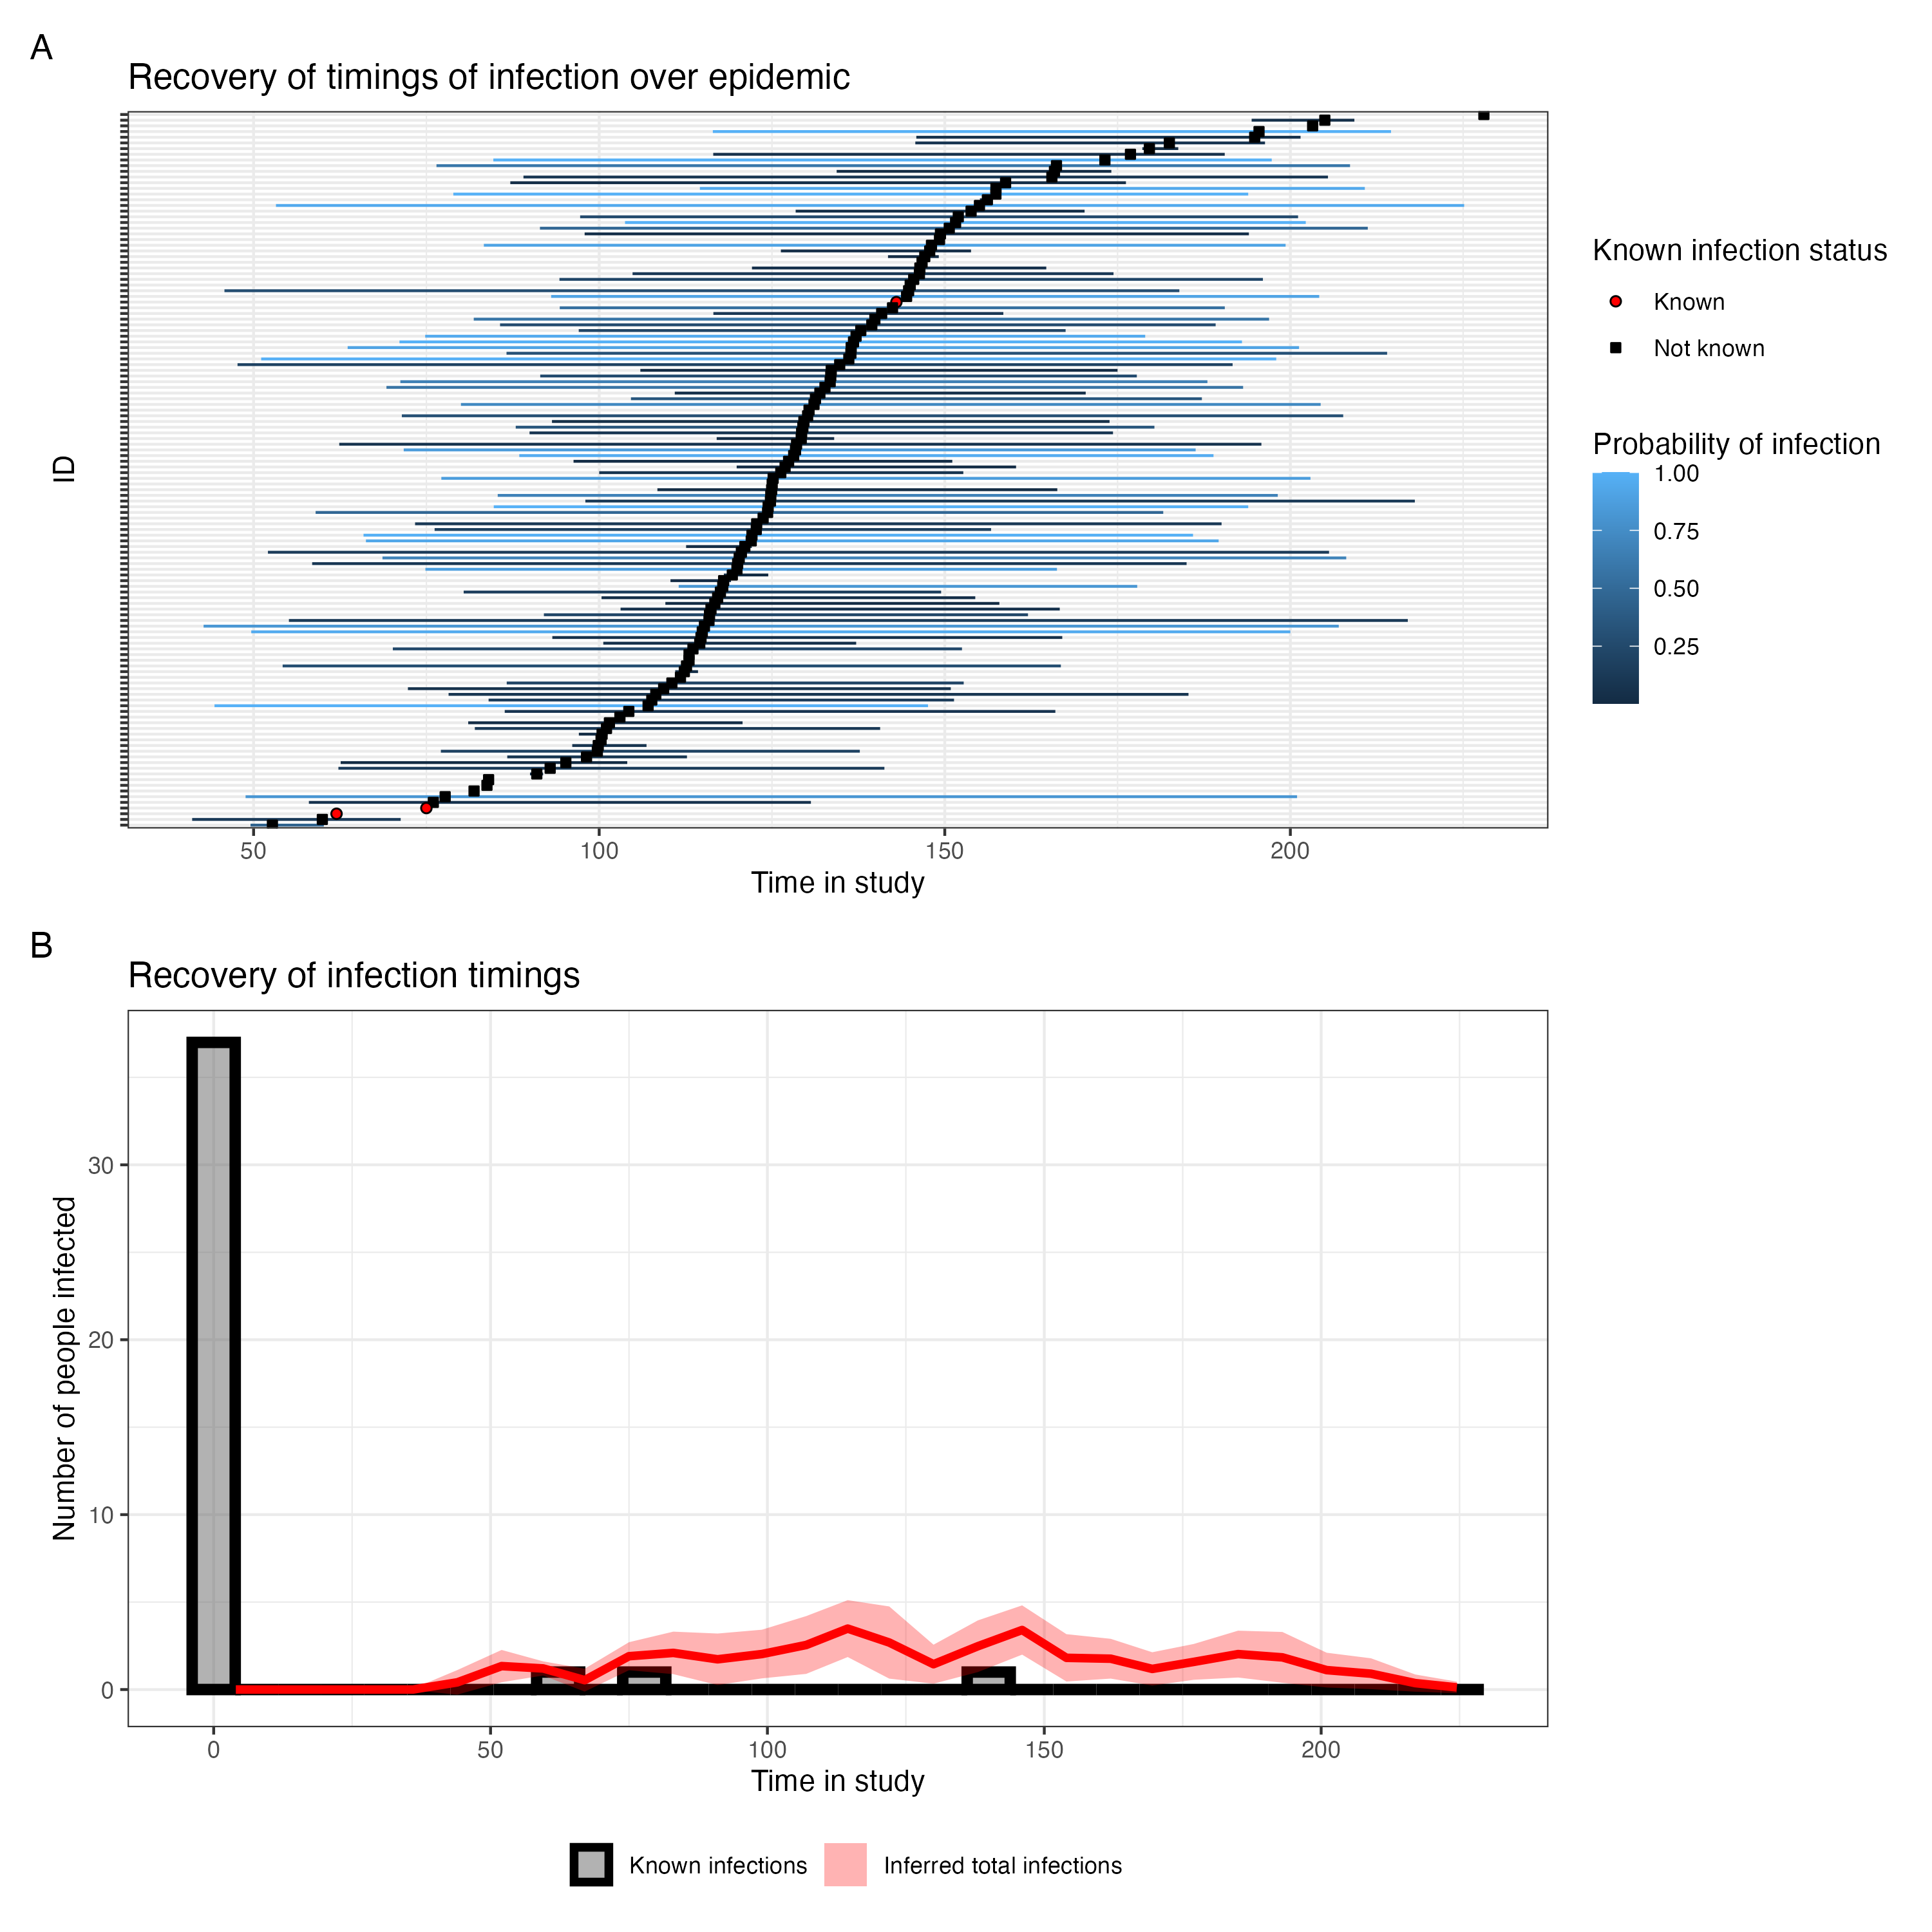 A
Recovery of timings of infection over epidemic
ID
50 100 150 200
Time in study
Known infection status
Known
Not known
Probability of infection
1.00
0.75
0.50
0.25
B
Recovery of infection timings
Number of people infected
30
20
10
0
0 50 100 150 200
Time in study
Known infections Inferred total infections